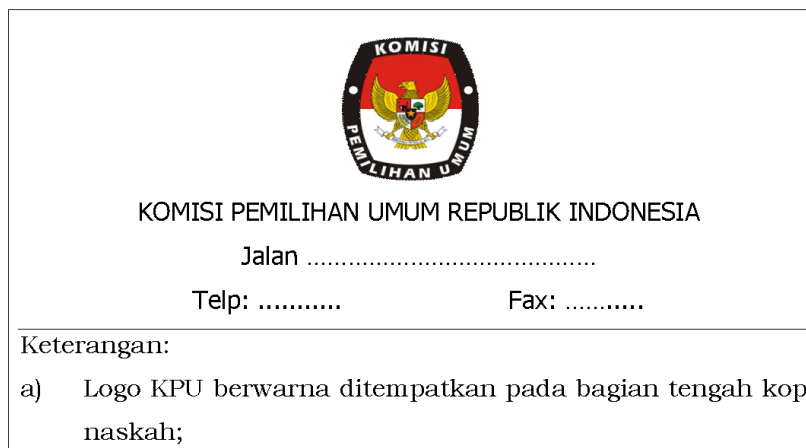 KOMISI
PEMILIHAN UMUM
KOMISI PEMILIHAN UMUM REPUBLIK INDONESIA
Jalan ..........................................
Telp: ........... Fax: ...........
Keterangan:
a) Logo KPU berwarna ditempatkan pada bagian tengah kop
naskah;